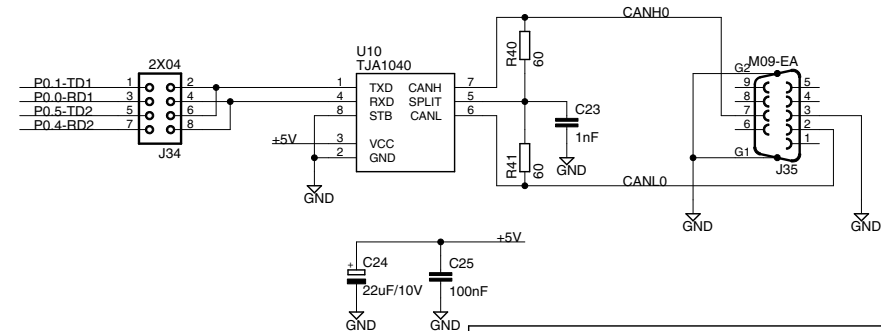 CANH0
U10
TJA1040
R40
60
M09-EA
G2
2X04
P0.1-TD1 1 2
P0.0-RD1 3 4
P0.5-TD2 5 6
P0.4-RD2 7 8
J34
1 TXD CANH 7
4 RXD SPLIT 5
8 STB CANL 6
+5V 3 VCC
2 GND
GND
C23
1nF
GND
R41
60
9 5
8 4
7 3
6 2
1
G1
J35
CANL0
GND
GND
+5V
+ C24
22uF/10V
GND
C25
100nF
GND